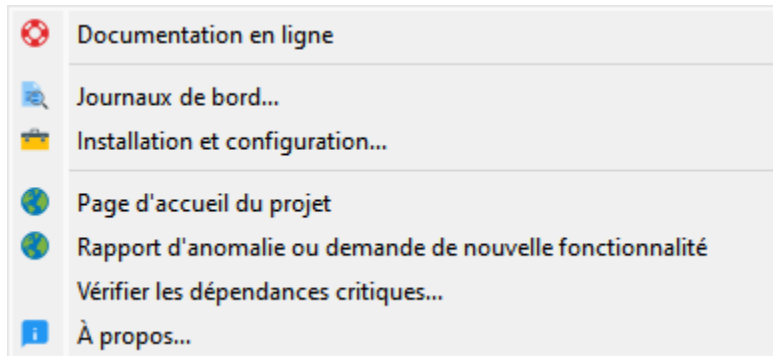 Documentation en ligne
Journaux de bord...
Installation et configuration...
Page d'accueil du projet
Rapport d'anomalie ou demande de nouvelle fonctionnalité
Vérifier les dépendances critiques...
À propos...